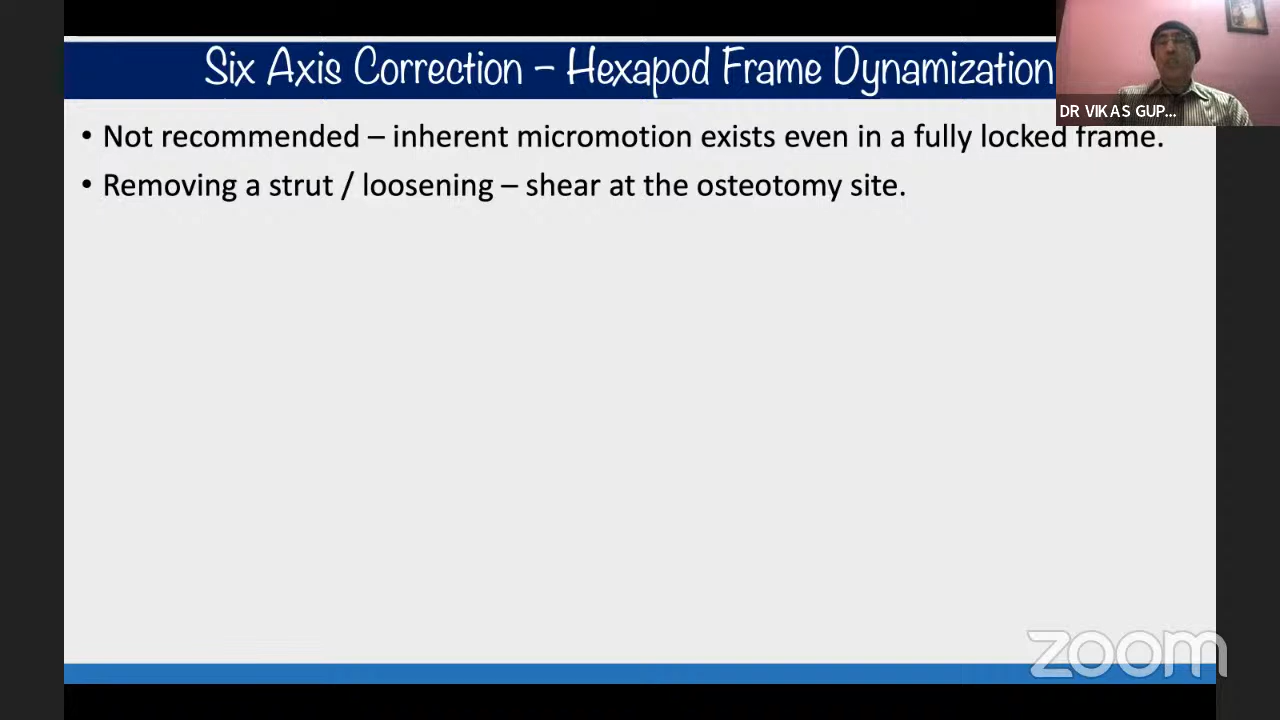 Six Axis Correction – Hexapod Frame Dynamization
DR VIKAS GUP...
• Not recommended – inherent micromotion exists even in a fully locked frame.
• Removing a strut / loosening – shear at the osteotomy site.
zoom